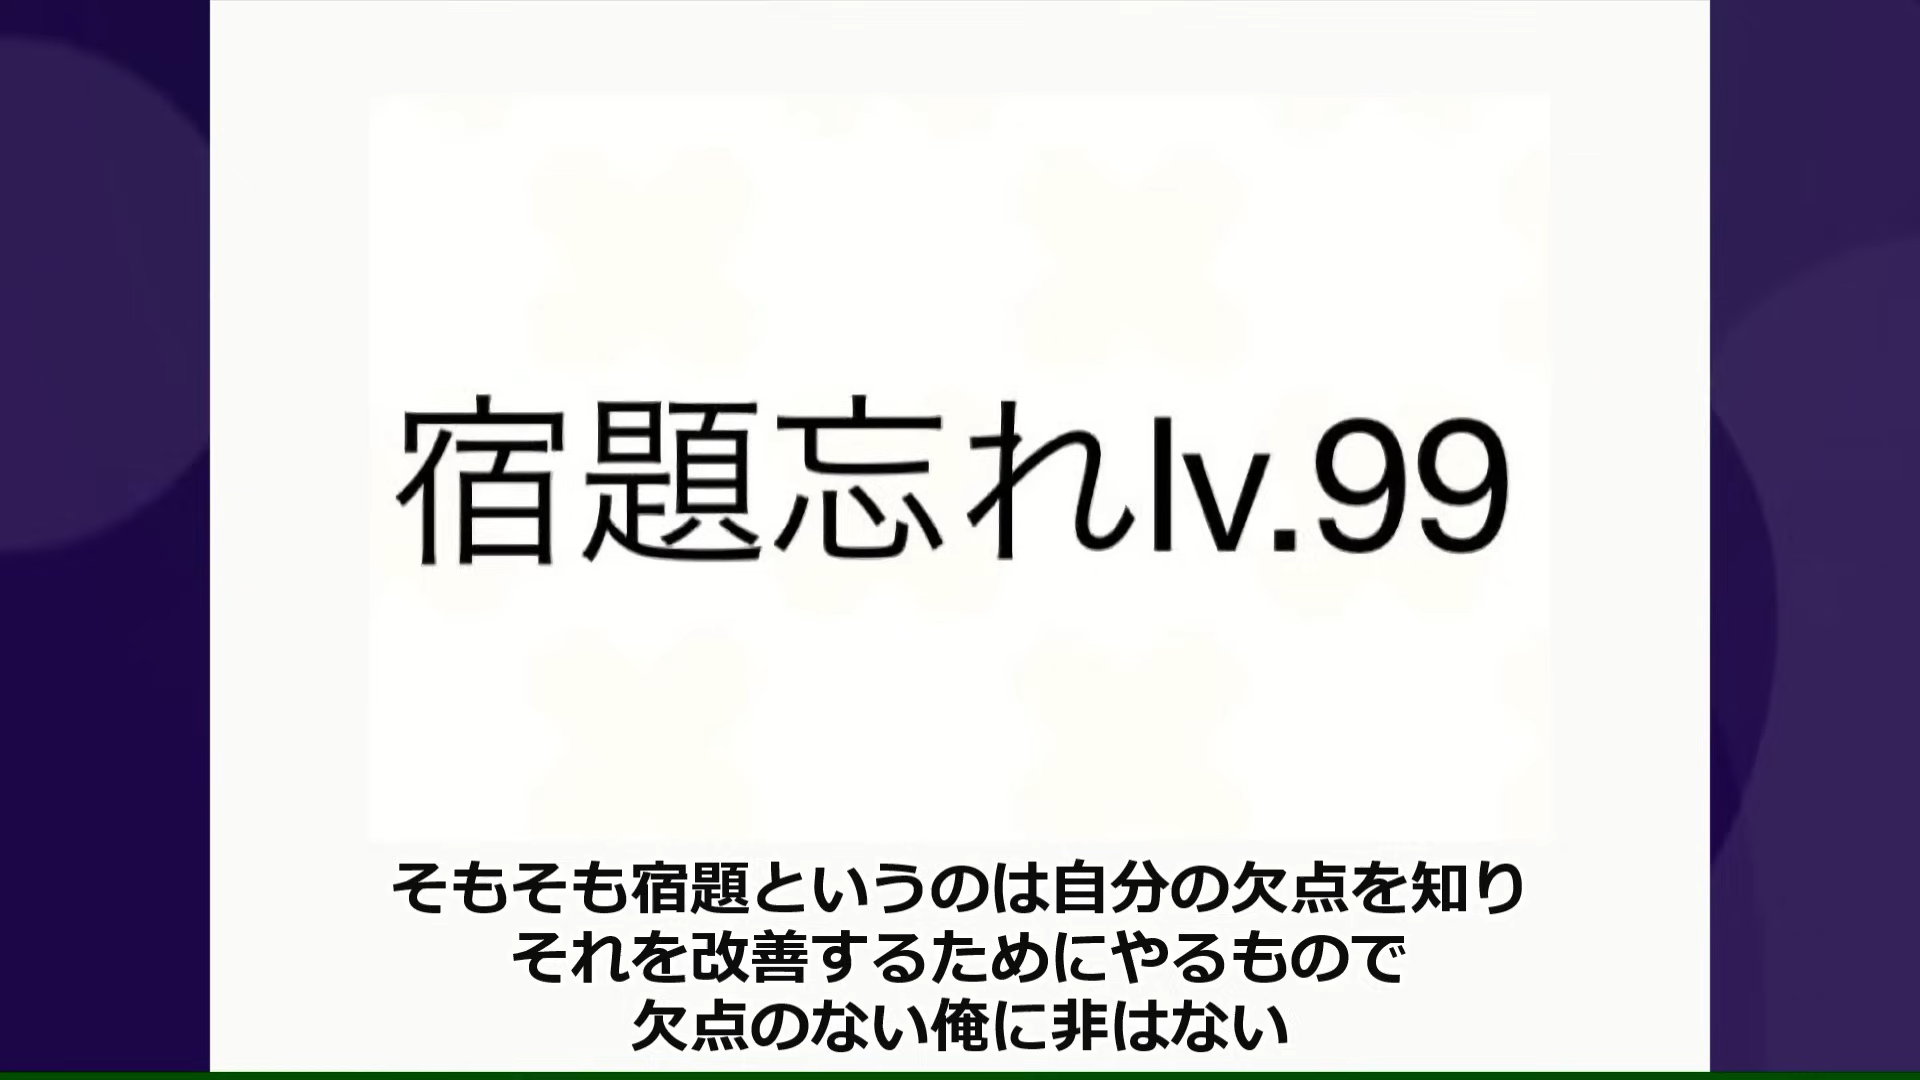 宿題忘れlv.99
そもそも宿題というのは自分の欠点を知り
それを改善するためにやるもので
欠点のない俺に非はない